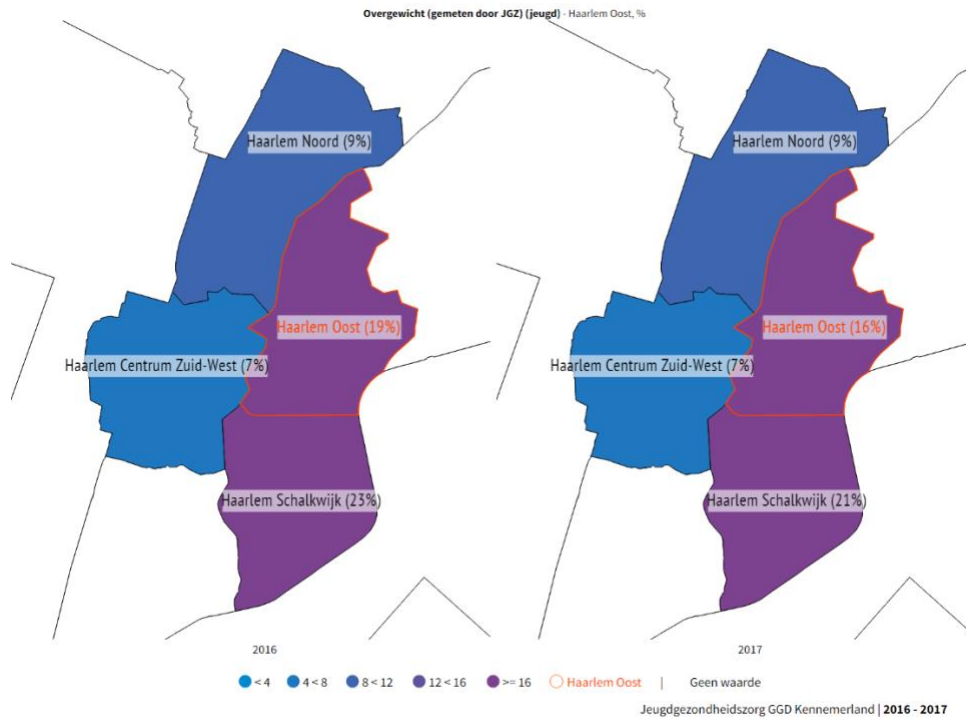 Overgewicht (gemeten door JGZ) (jeugd) - Haarlem Oost, %
Haarlem Noord (9%)
Haarlem Oost (19%)
Haarlem Centrum Zuid-West (7%)
Haarlem Schalkwijk (23%)
2016
Haarlem Noord (9%)
Haarlem Oost (16%)
Haarlem Centrum Zuid-West (7%)
Haarlem Schalkwijk (21%)
2017
< 4 4 < 8 8 < 12 12 < 16 >= 16 Haarlem Oost | Geen waarde
Jeugdgezondheidszorg GGD Kennemerland | 2016 - 2017